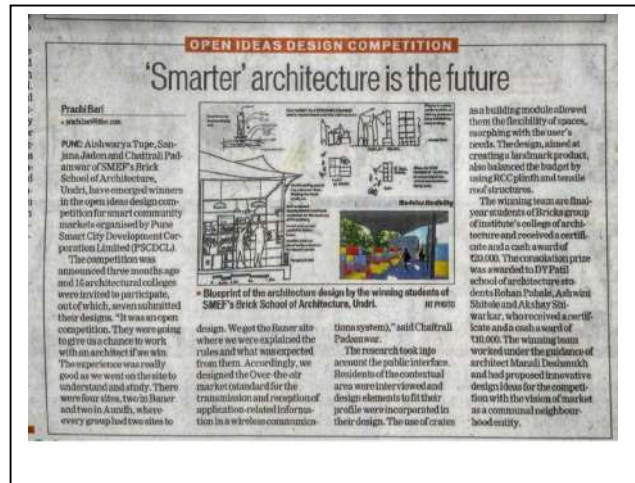 OPEN IDEAS DESIGN COMPETITION
‘Smarter’ architecture is the future
Prachi Bari
PUNE: Aishwarya Tupe, San-
jana Jadon and Chaitrali Pad-
amwar of SMEF's Brick
School of Architecture,
Undri, have emerged winners
in the open ideas design com-
petition for smart community
markets organised by Pune
Smart City Development Cor-
poration Limited (PSCDCL).
The competition was
announced three months ago
and 16 architectural colleges
were invited to participate,
out of which, seven submitted
their designs. "It was an open
competition. They were going
to give us a chance to work
with an architect if we win.
The experience was really
good as we went on the site to
understand and study. There
were four sites, two in Baner
and two in Aundh, where
every group had two sites to
Modular flexibility
Blueprint of the architecture design by the winning students of
SMEF's Brick School of Architecture, Undri.
HT PHOTO
design. We got the Baner site
where we were explained the
rules and what was expected
from them. Accordingly, we
designed the Over-the-air
market (standard for the
transmission and reception of
application-related informa-
tion in a wireless communica-
tions system)," said Chaitrali
Padamwar.
The research took into
account the public interface.
Residents of the contextual
area were interviewed and
design elements to fit their
profile were incorporated in
their design. The use of crates
as a building module allowed
them the flexibility of spaces,
morphing with the user's
needs. The design, aimed at
creating a landmark product,
also balanced the budget by
using RCC plinth and tensile
roof structures.
The winning team are final-
year students of Bricks group
of institute's college of archi-
tecture and received a certifi-
cate and a cash award of
₹20,000. The consolation prize
was awarded to DY Patil
school of architecture stu-
dents Rohan Pabale, Ashwini
Shitole and Akshay Shi-
warkar, who received a certif-
icate and a cash award of
₹10,000. The winning team
worked under the guidance of
architect Manali Deshmukh
and had proposed innovative
design ideas for the competi-
tion with the vision of market
as a communal neighbour-
hood entity.